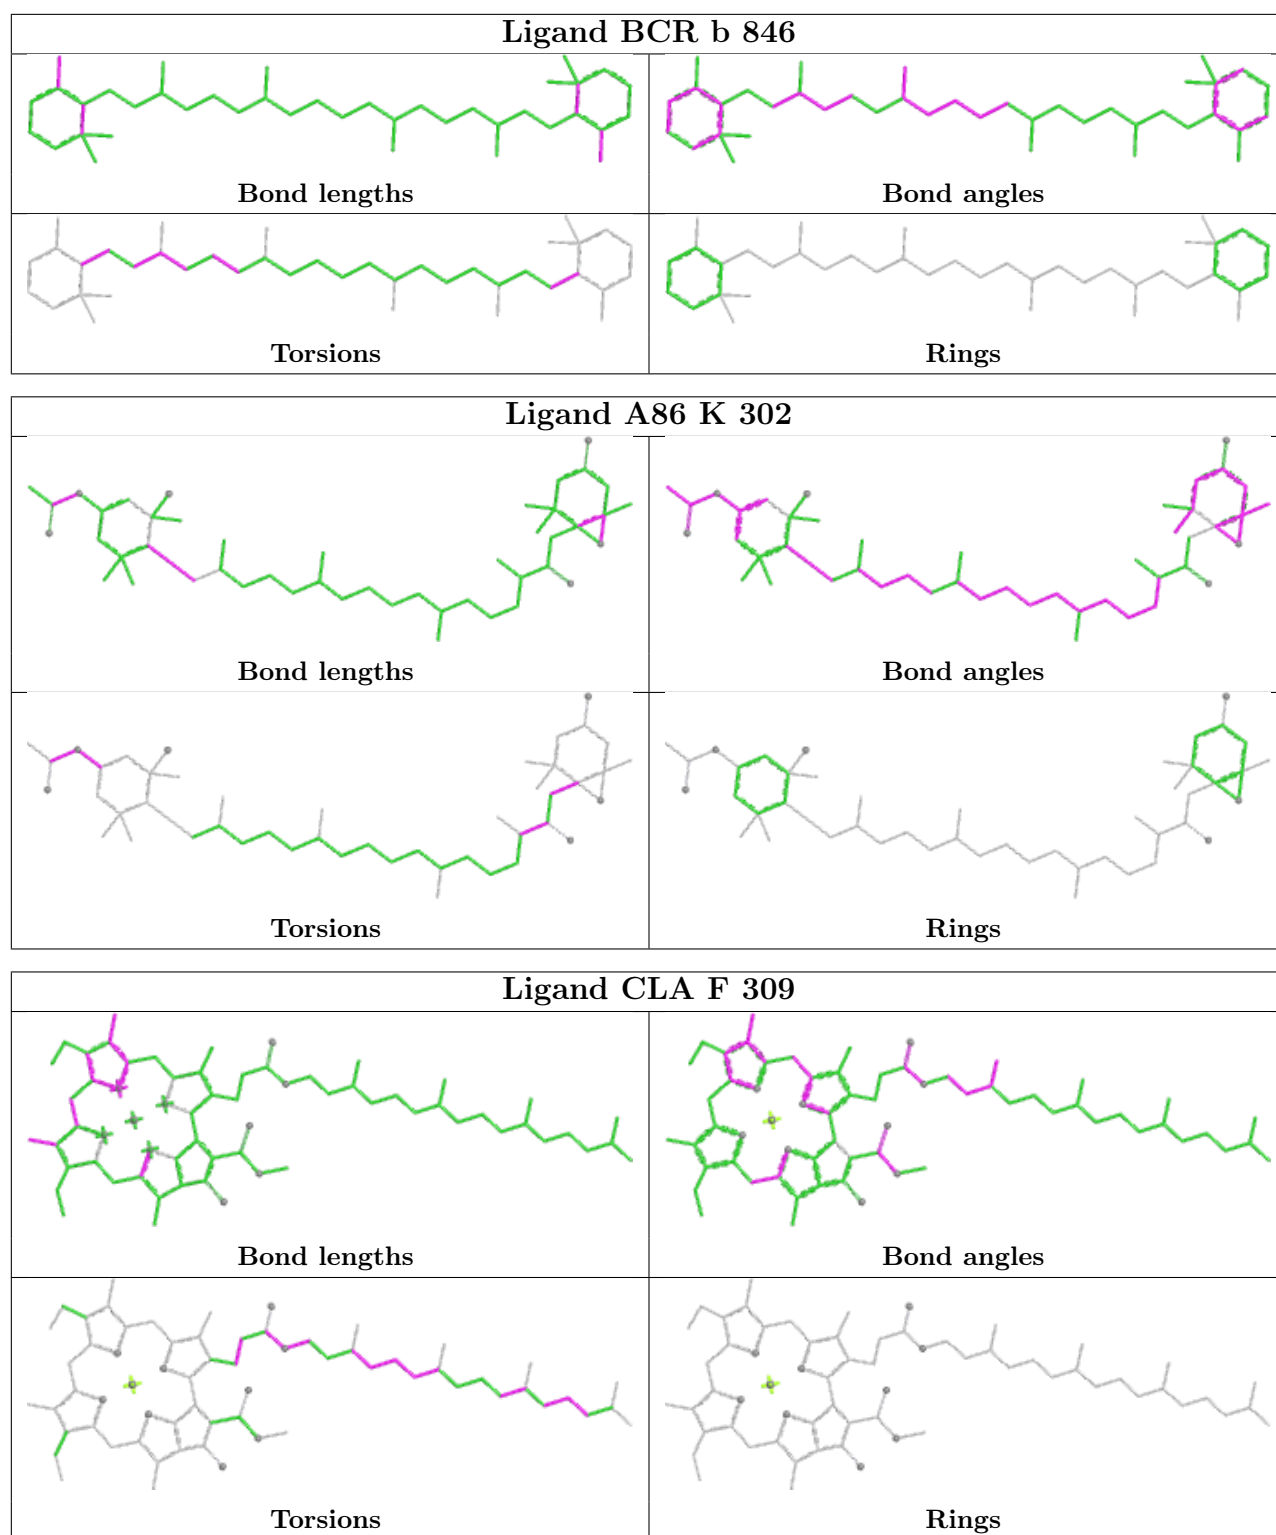 Ligand BCR b 846
Bond lengths
Bond angles
Torsions
Rings
Ligand A86 K 302
Bond lengths
Bond angles
Torsions
Rings
Ligand CLA F 309
Bond lengths
Bond angles
Torsions
Rings